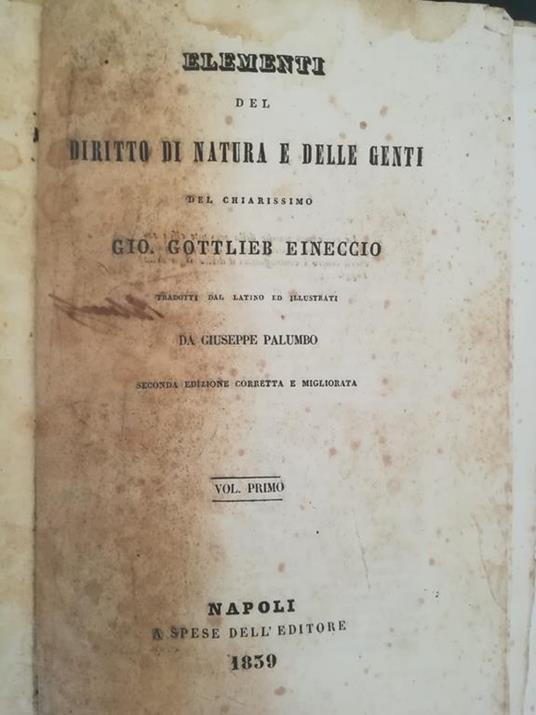 ELEMENTI
DEL
DIRITTO DI NATURA E DELLE GENTI
DEL CHIARISSIMO
GIO. GOTTLIEB EINECCIO
TRADOTTI DAL LATINO ED ILLUSTRATI
DA GIUSEPPE PALUMBO
SECONDA EDIZIONE CORRETTA E MIGLIORATA
VOL. PRIMO
NAPOLI
A SPESE DELL'EDITORE
1839